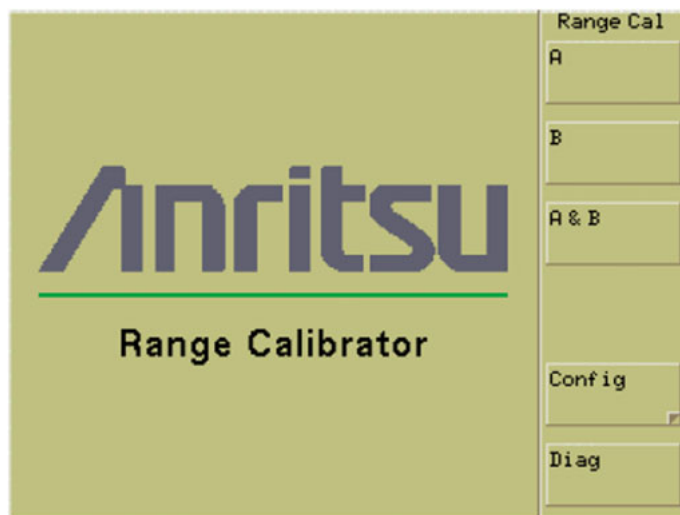 Range Cal
A
B
A & B
Anritsu
Range Calibrator
Config
Diag